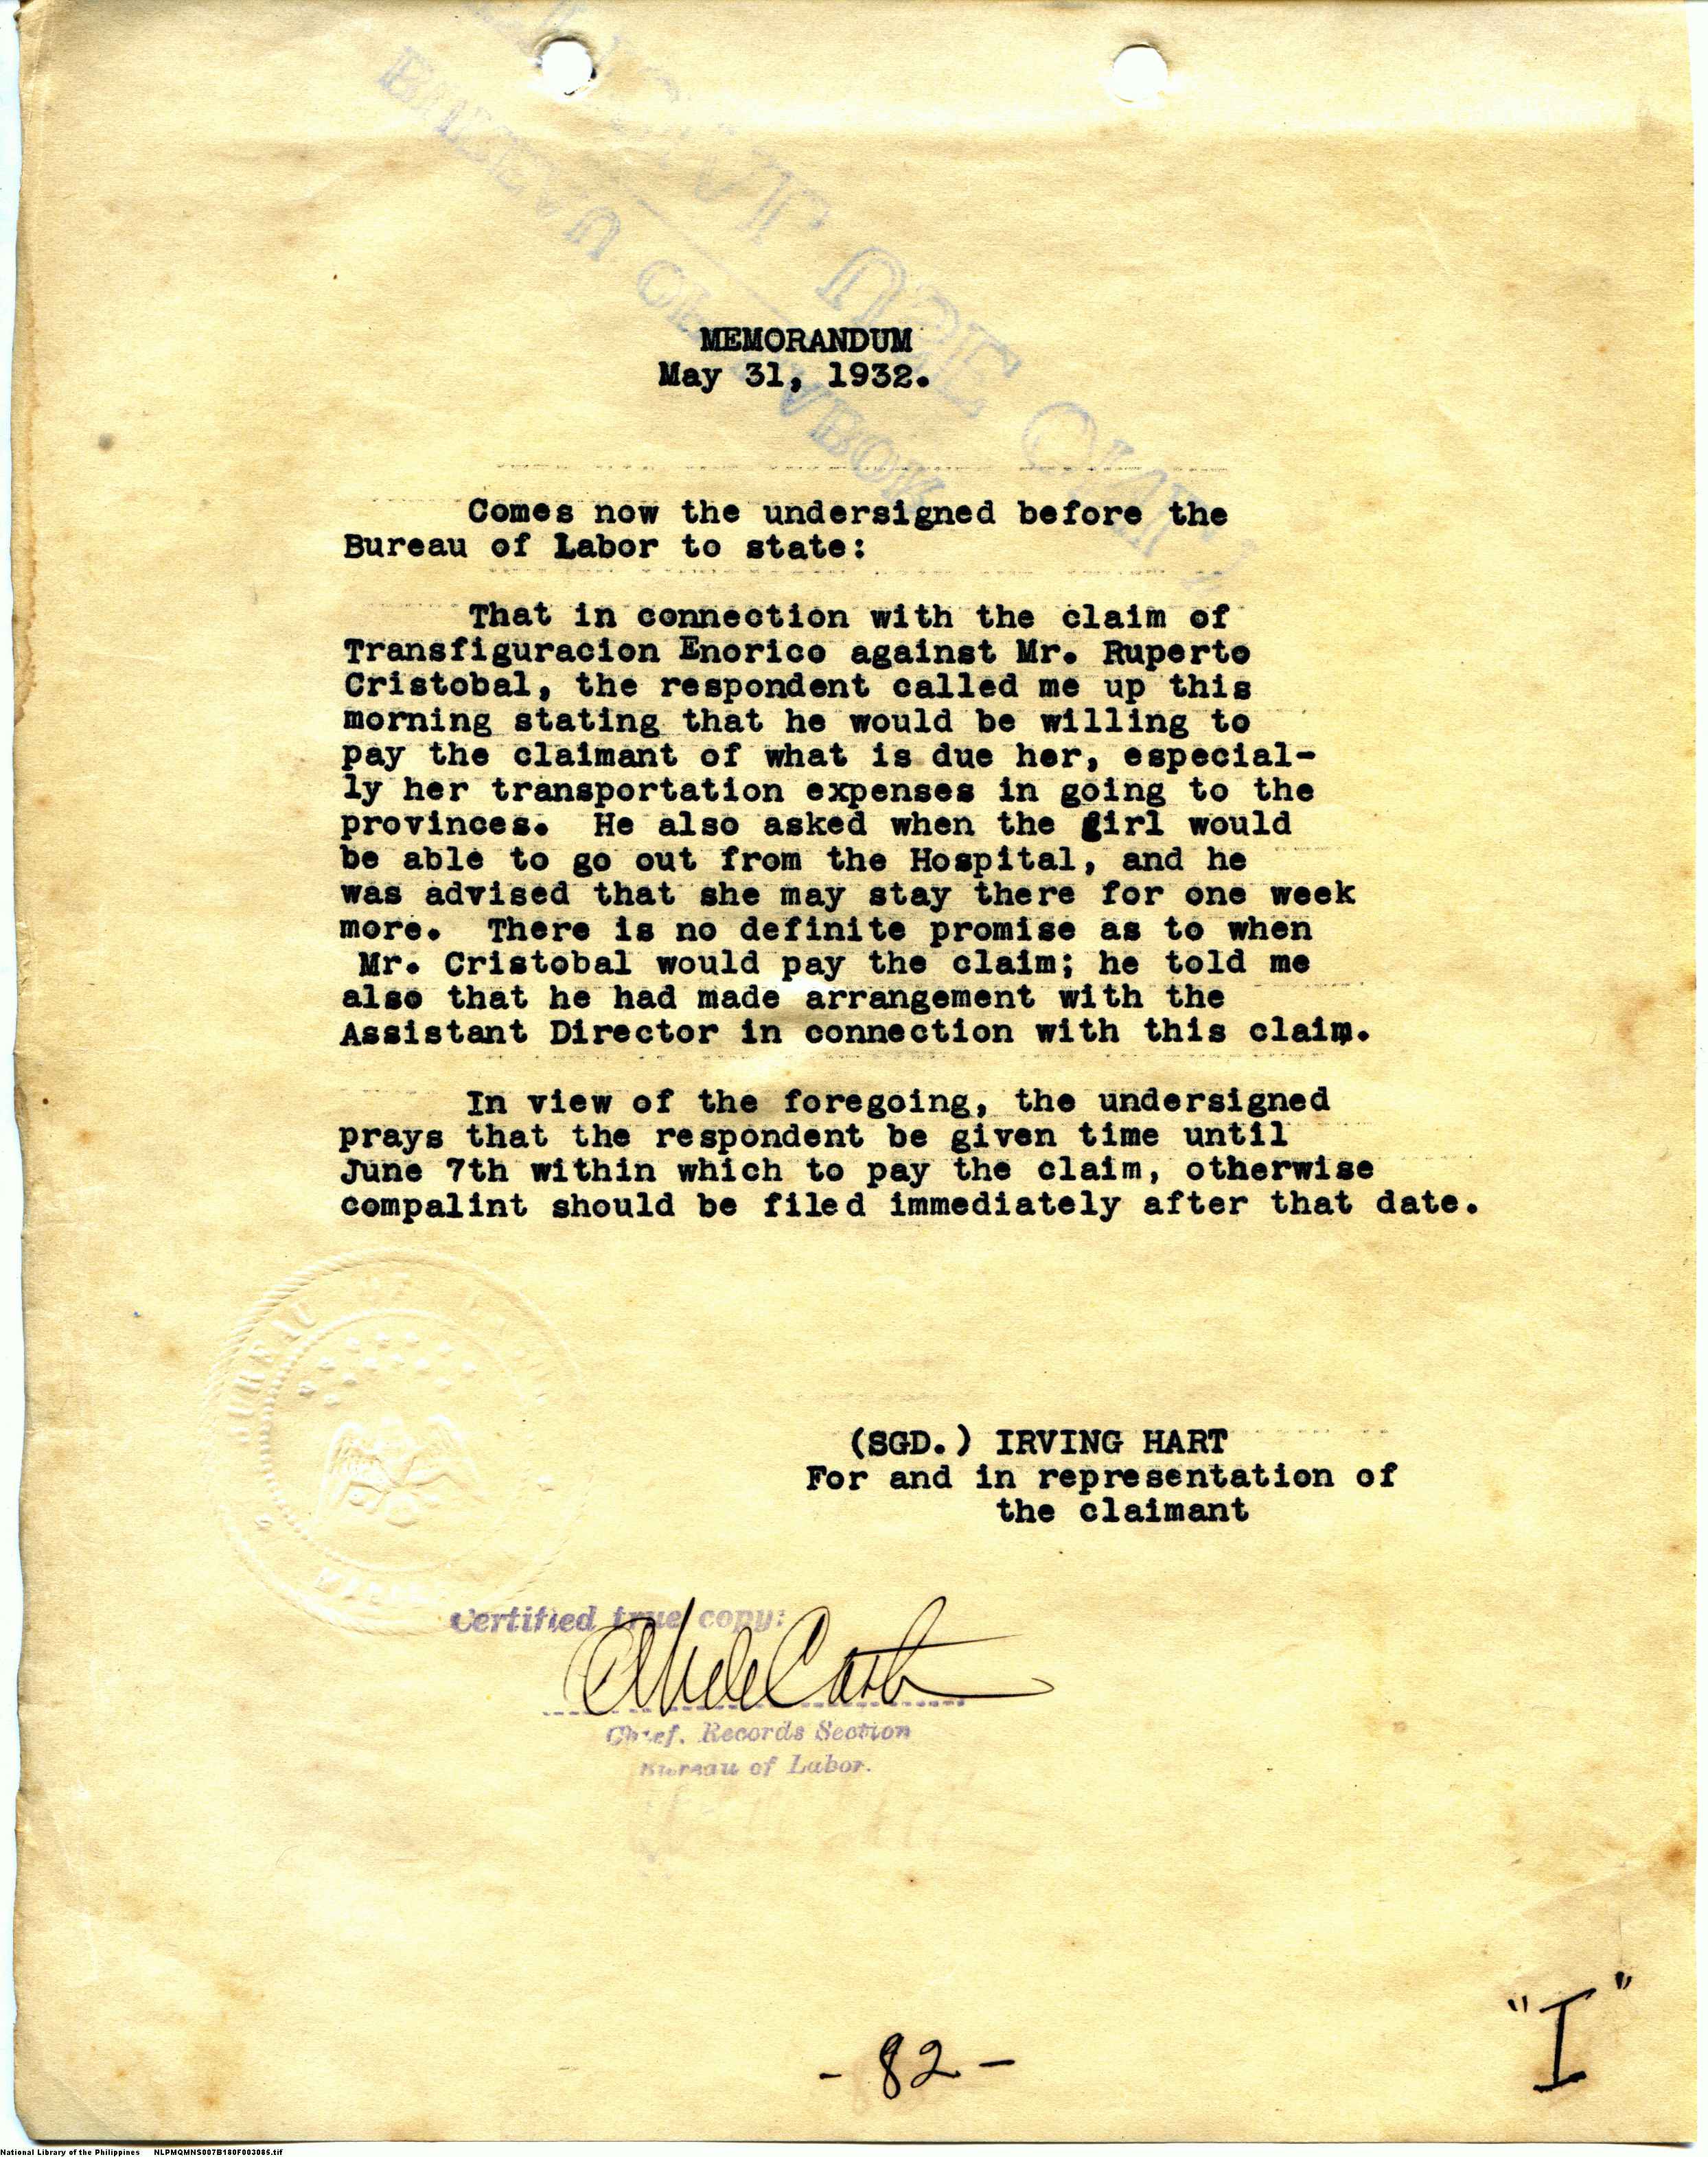 MEMORANDUM
May 31, 1932.
Comes now the undersigned before the
Bureau of Labor to state:
That in connection with the claim of
Transfiguracion Enorico against Mr. Ruperto
Cristobal, the respondent called me up this
morning stating that he would be willing to
pay the claimant of what is due her, especial-
ly her transportation expenses in going to the
provinces. He also asked when the girl would
be able to go out from the Hospital, and he
was advised that she may stay there for one week
more. There is no definite promise as to when
Mr. Cristobal would pay the claim; he told me
also that he had made arrangement with the
Assistant Director in connection with this claim.
In view of the foregoing, the undersigned
prays that the respondent be given time until
June 7th within which to pay the claim, otherwise
compalint should be filed immediately after that date.
BUREAU OF
(SGD.) IRVING HART
For and in representation of
the claimant
Certified true copy:
Chief. Records Section
Bureau of Labor.
"I"
- 82 -
National Library of the Philippines NLPMQMNS007B180F003085.tif